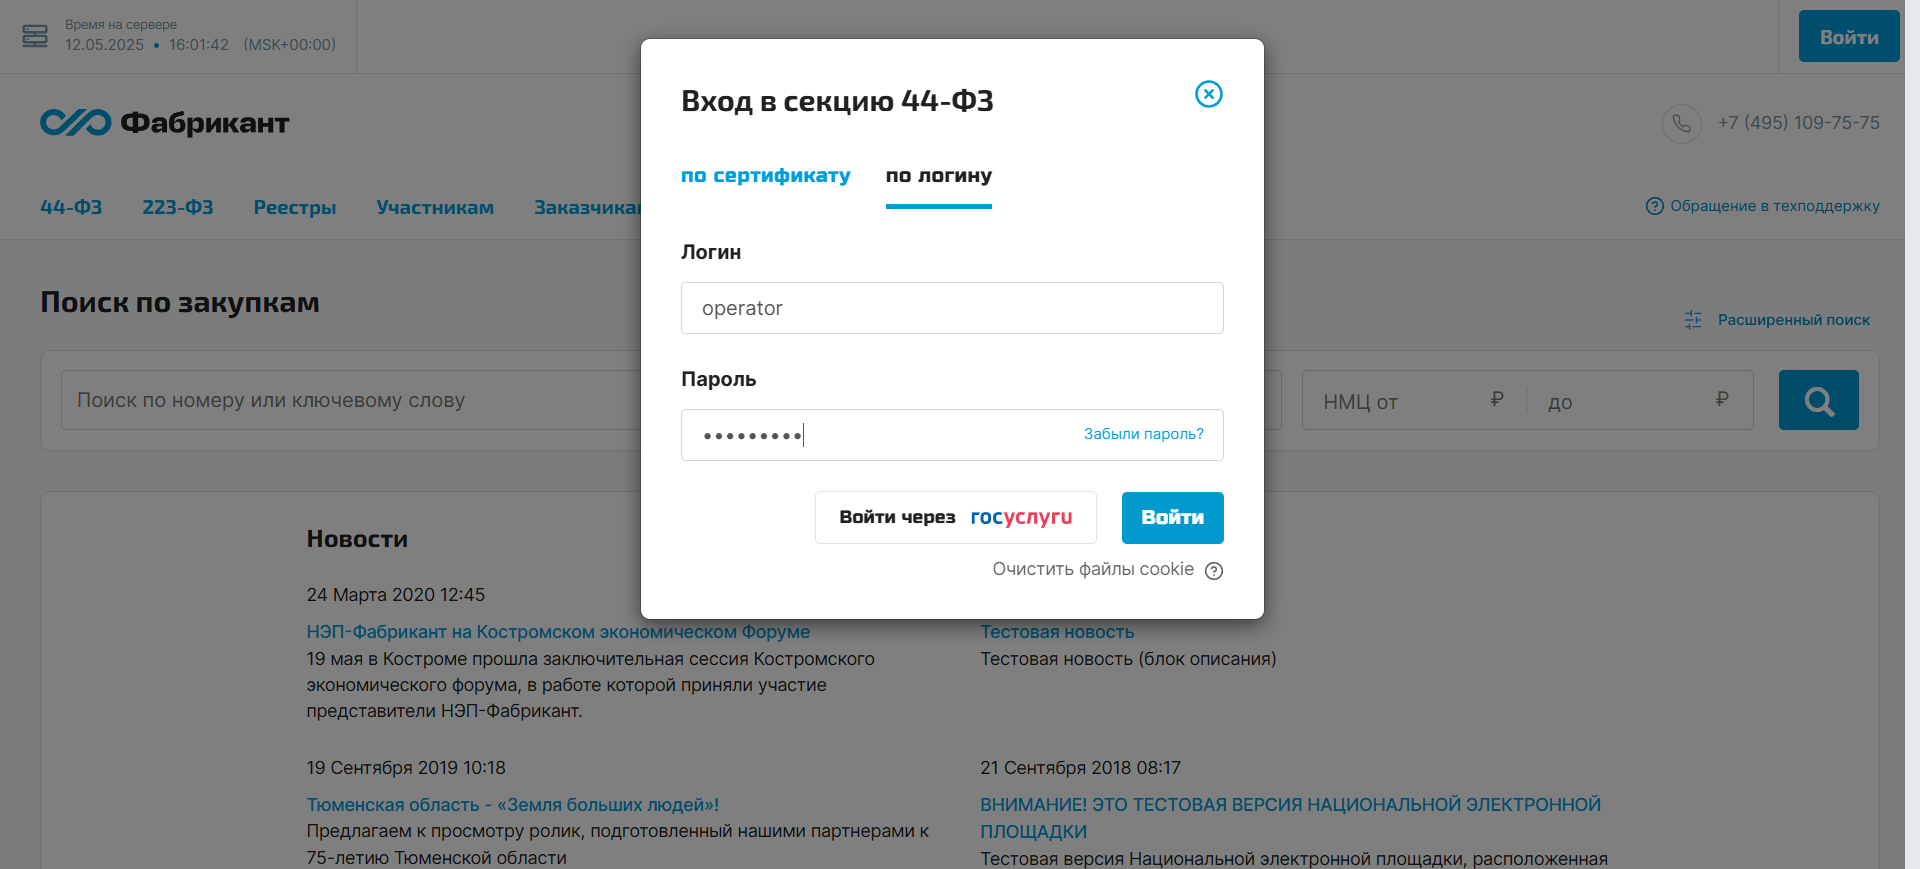 Время на сервере
12.05.2025 • 16:01:42 (MSK+00:00)
Войти
Фабрикант
+7 (495) 109-75-75
44-ФЗ 223-ФЗ Реестры Участникам
Обращение в техподдержку
Вход в секцию 44-ФЗ
по сертификату по логину
Логин
operator
Пароль
•••••••••
Забыли пароль?
Войти через госуслуги
Войти
Очистить файлы cookie
Поиск по закупкам
Расширенный поиск
Поиск по номеру или ключевому слову
НМЦ от ₽ до ₽
Новости
24 Марта 2020 12:45
НЭП-Фабрикант на Костромском экономическом Форуме
19 мая в Костроме прошла заключительная сессия Костромского
экономического форума, в работе которой приняли участие
представители НЭП-Фабрикант.
Тестовая новость
Тестовая новость (блок описания)
19 Сентября 2019 10:18
Тюменская область - «Земля больших людей»!
Предлагаем к просмотру ролик, подготовленный нашими партнерами к
75-летию Тюменской области
21 Сентября 2018 08:17
ВНИМАНИЕ! ЭТО ТЕСТОВАЯ ВЕРСИЯ НАЦИОНАЛЬНОЙ ЭЛЕКТРОННОЙ
ПЛОЩАДКИ
Тестовая версия Национальной электронной площадки, расположенная